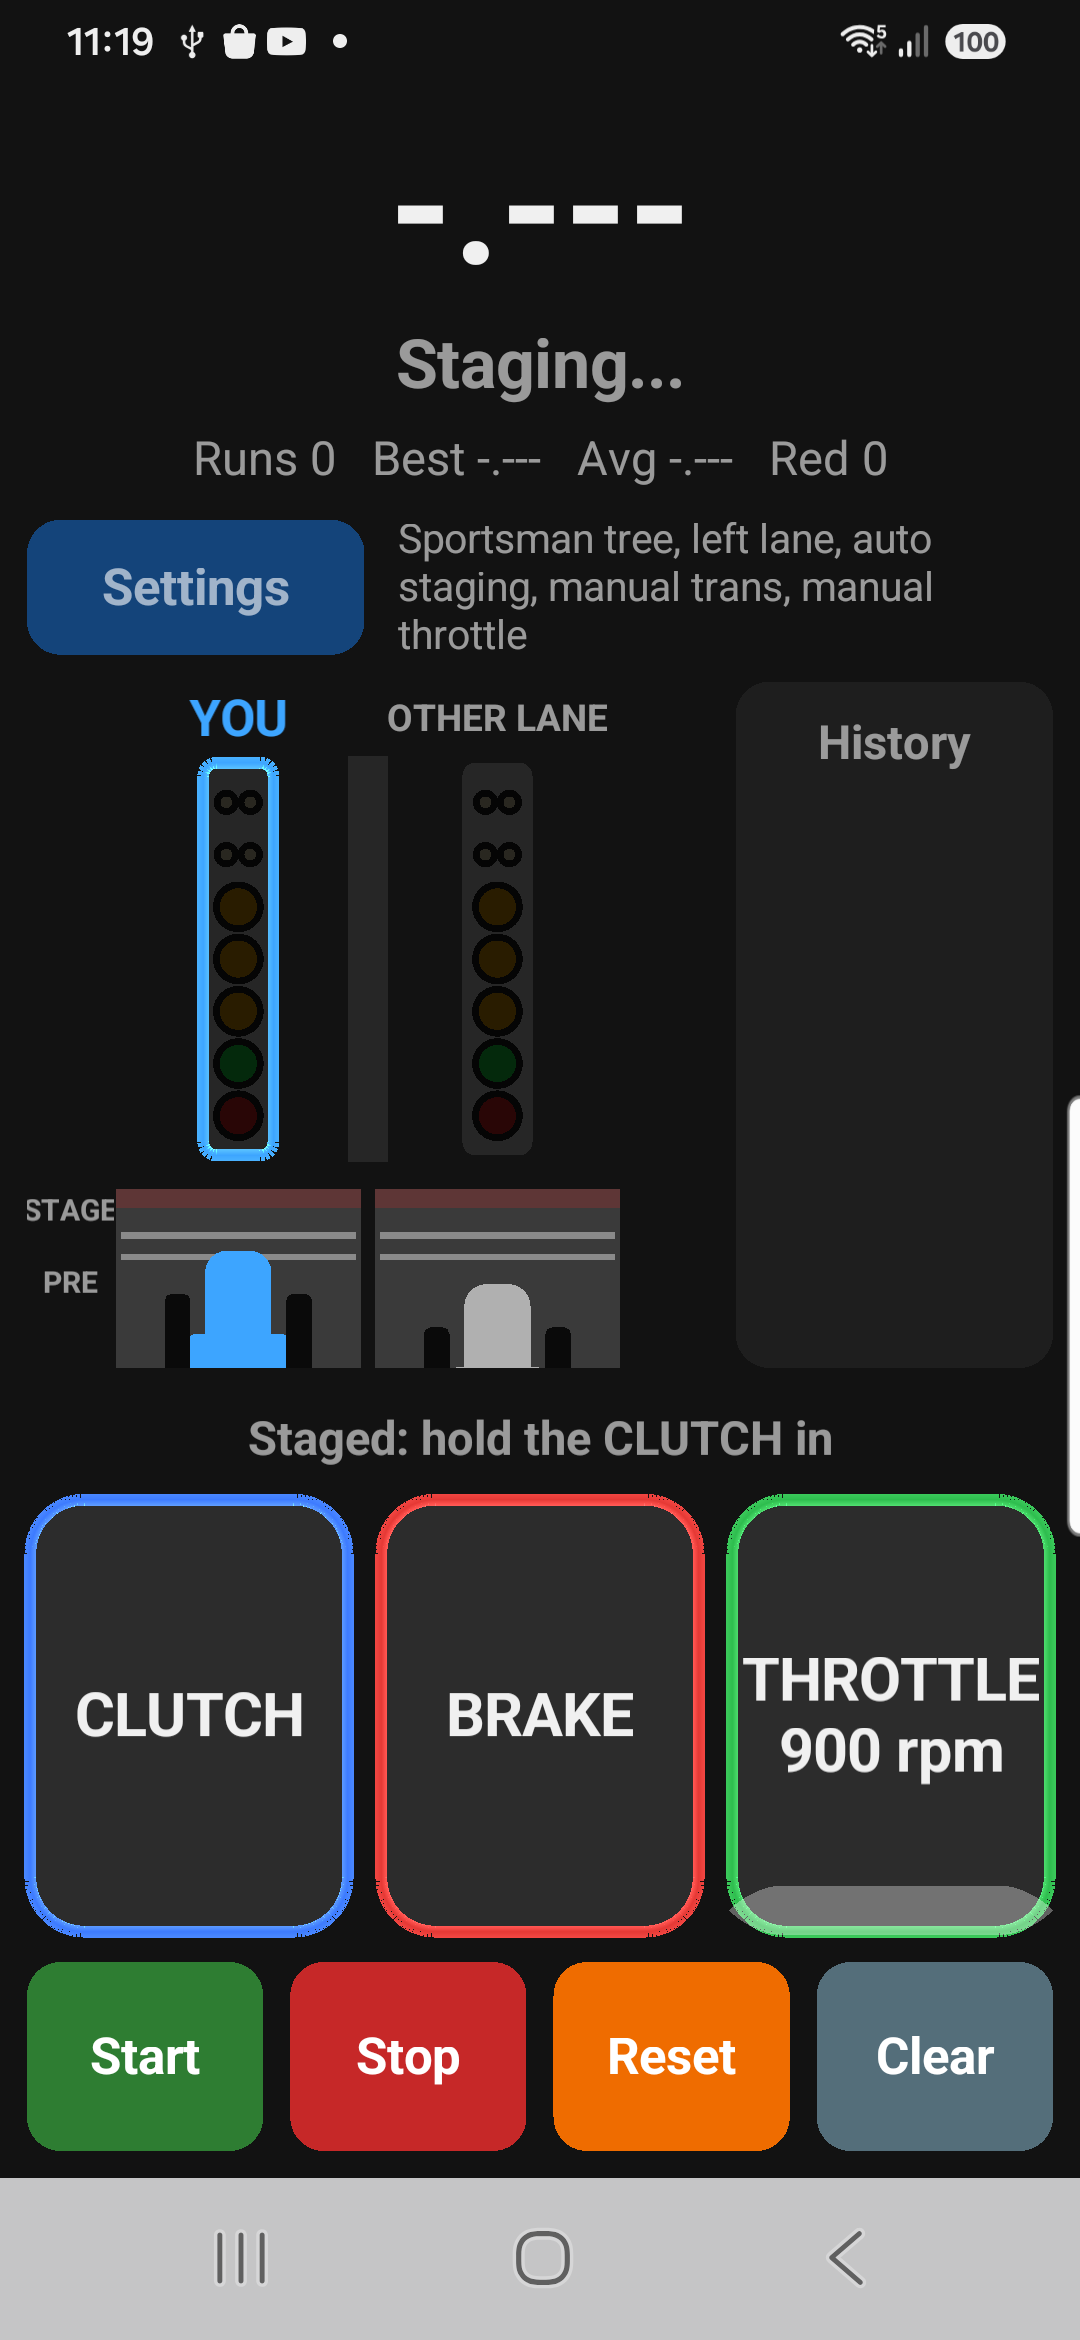 11:19
5
100
-.---
Staging...
Runs 0 Best -.--- Avg -.--- Red 0
Settings
Sportsman tree, left lane, auto
staging, manual trans, manual
throttle
YOU
OTHER LANE
History
STAGE
PRE
Staged: hold the CLUTCH in
CLUTCH
BRAKE
THROTTLE
900 rpm
Start
Stop
Reset
Clear